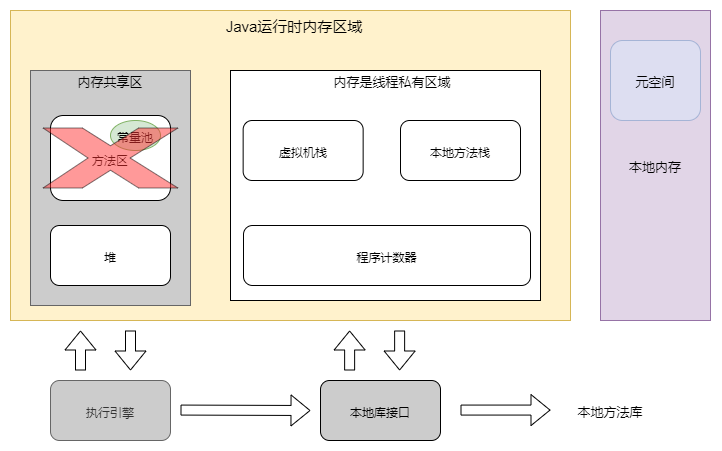 Java运行时内存区域
内存共享区
常量池
方法区
堆
内存是线程私有区域
虚拟机栈
本地方法栈
程序计数器
元空间
本地内存
执行引擎
本地库接口
本地方法库